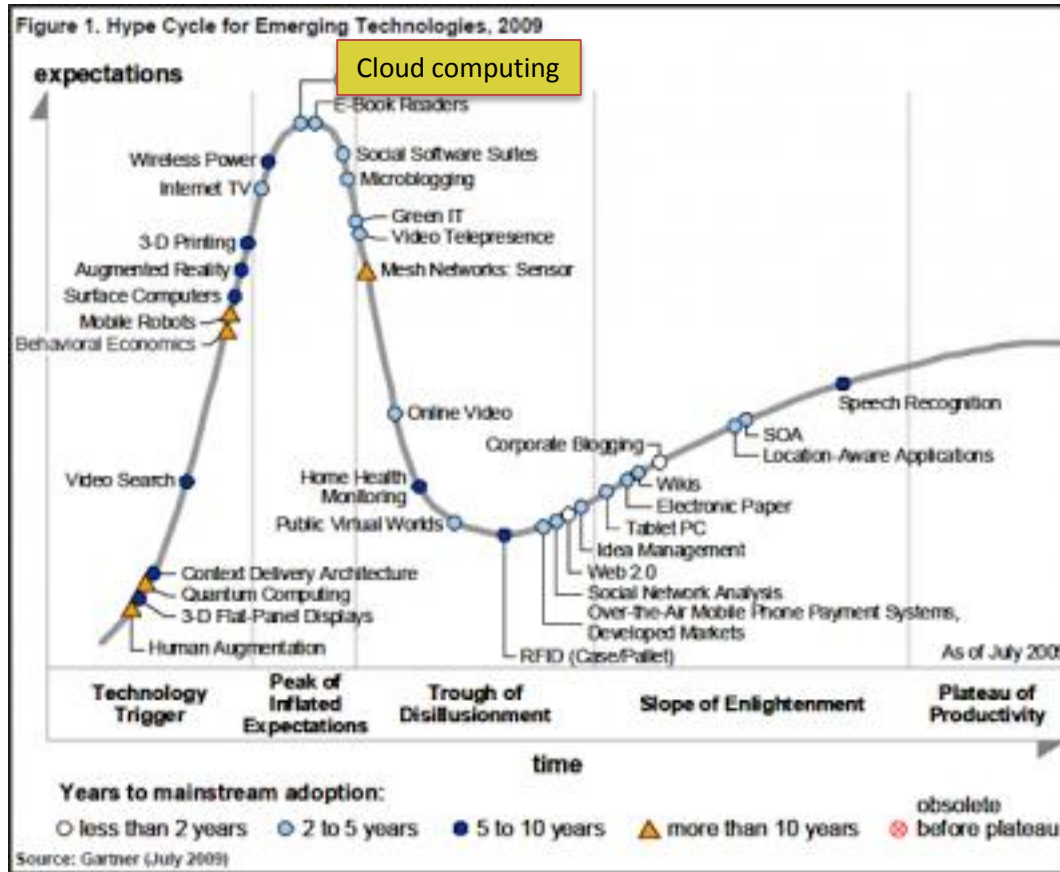 Figure 1. Hype Cycle for Emerging Technologies, 2009
expectations
Cloud computing
E-Book Readers
Wireless Power
Social Software Suites
Internet TV
Microblogging
Green IT
3-D Printing
Video Telepresence
Augmented Reality
Mesh Networks: Sensor
Surface Computers
Mobile Robots
Behavioral Economics
Speech Recognition
Online Video
SOA
Corporate Blogging
Location-Aware Applications
Video Search
Home Health
Monitoring
Wikis
Electronic Paper
Public Virtual Worlds
Tablet PC
Idea Management
Web 2.0
Context Delivery Architecture
Quantum Computing
Social Network Analysis
3-D Flat-Panel Displays
Over-the-Air Mobile Phone Payment Systems,
Developed Markets
Human Augmentation
RFID (Case/Pallet)
As of July 2009
Technology
Trigger
Peak of
Inflated
Expectations
Trough of
Disillusionment
Slope of Enlightenment
Plateau of
Productivity
time
Years to mainstream adoption:
less than 2 years
2 to 5 years
5 to 10 years
more than 10 years
obsolete
before plateau
Source: Gartner (July 2009)